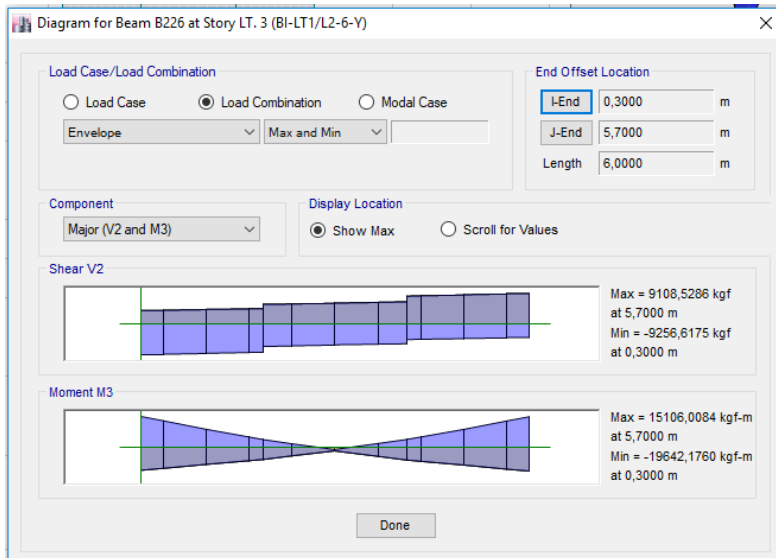 Diagram for Beam B226 at Story LT. 3 (BI-LT1/L2-6-Y)
Load Case/Load Combination
Load Case
Load Combination
Modal Case
Envelope
Max and Min
End Offset Location
I-End
0,3000
m
J-End
5,7000
m
Length
6,0000
m
Component
Major (V2 and M3)
Display Location
Show Max
Scroll for Values
Shear V2
Max = 9108,5286 kgf
at 5,7000 m
Min = -9256,6175 kgf
at 0,3000 m
Moment M3
Max = 15106,0084 kgf-m
at 5,7000 m
Min = -19642,1760 kgf-m
at 0,3000 m
Done